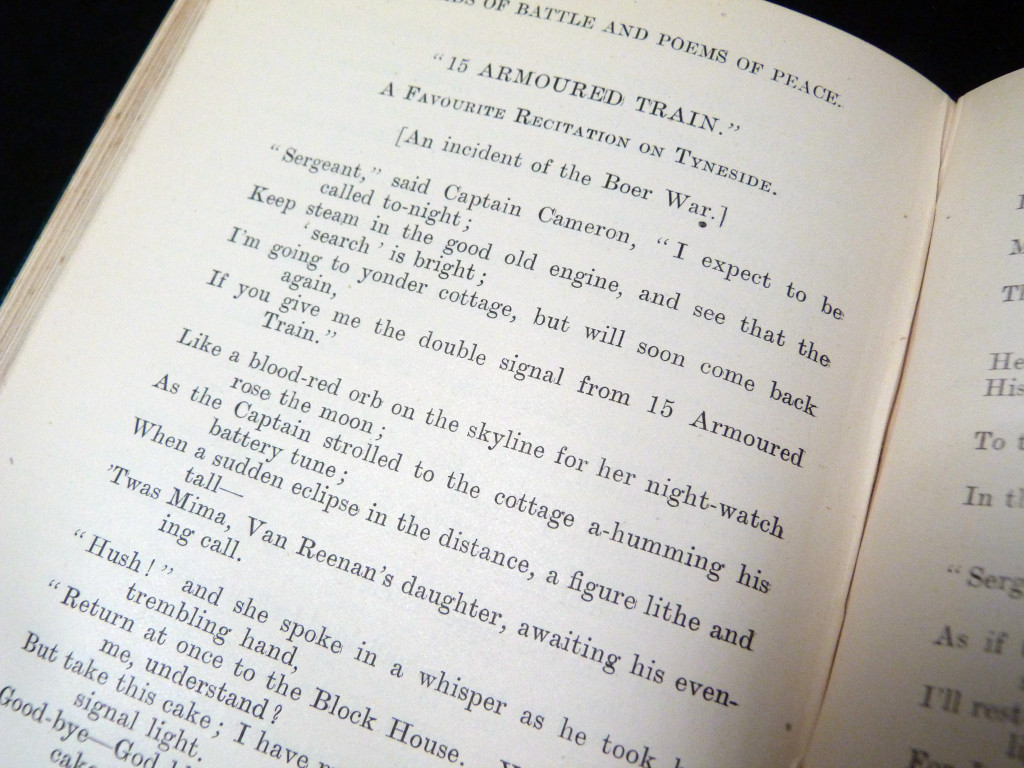 OF BATTLE AND POEMS OF PEACE.
"15 ARMOURED TRAIN."
A FAVOURITE RECITATION ON TYNESIDE.
[An incident of the Boer War.]
"Sergeant," said Captain Cameron, "I expect to be
called to-night;
Keep steam in the good old engine, and see that the
'search' is bright;
I'm going to yonder cottage, but will soon come back
again,
If you give me the double signal from 15 Armoured
Train."
Like a blood-red orb on the skyline for her night-watch
rose the moon;
As the Captain strolled to the cottage a-humming his
battery tune;
When a sudden eclipse in the distance, a figure lithe and
tall—
'Twas Mima, Van Reenan's daughter, awaiting his even-
ing call.
"Hush!" and she spoke in a whisper as he took
trembling hand,
"Return at once to the Block House.
me, understand?
But take this cake; I have
signal light.
Good-bye—God
cake
He
His
To
In
"Serg
As if
I'll rest
For